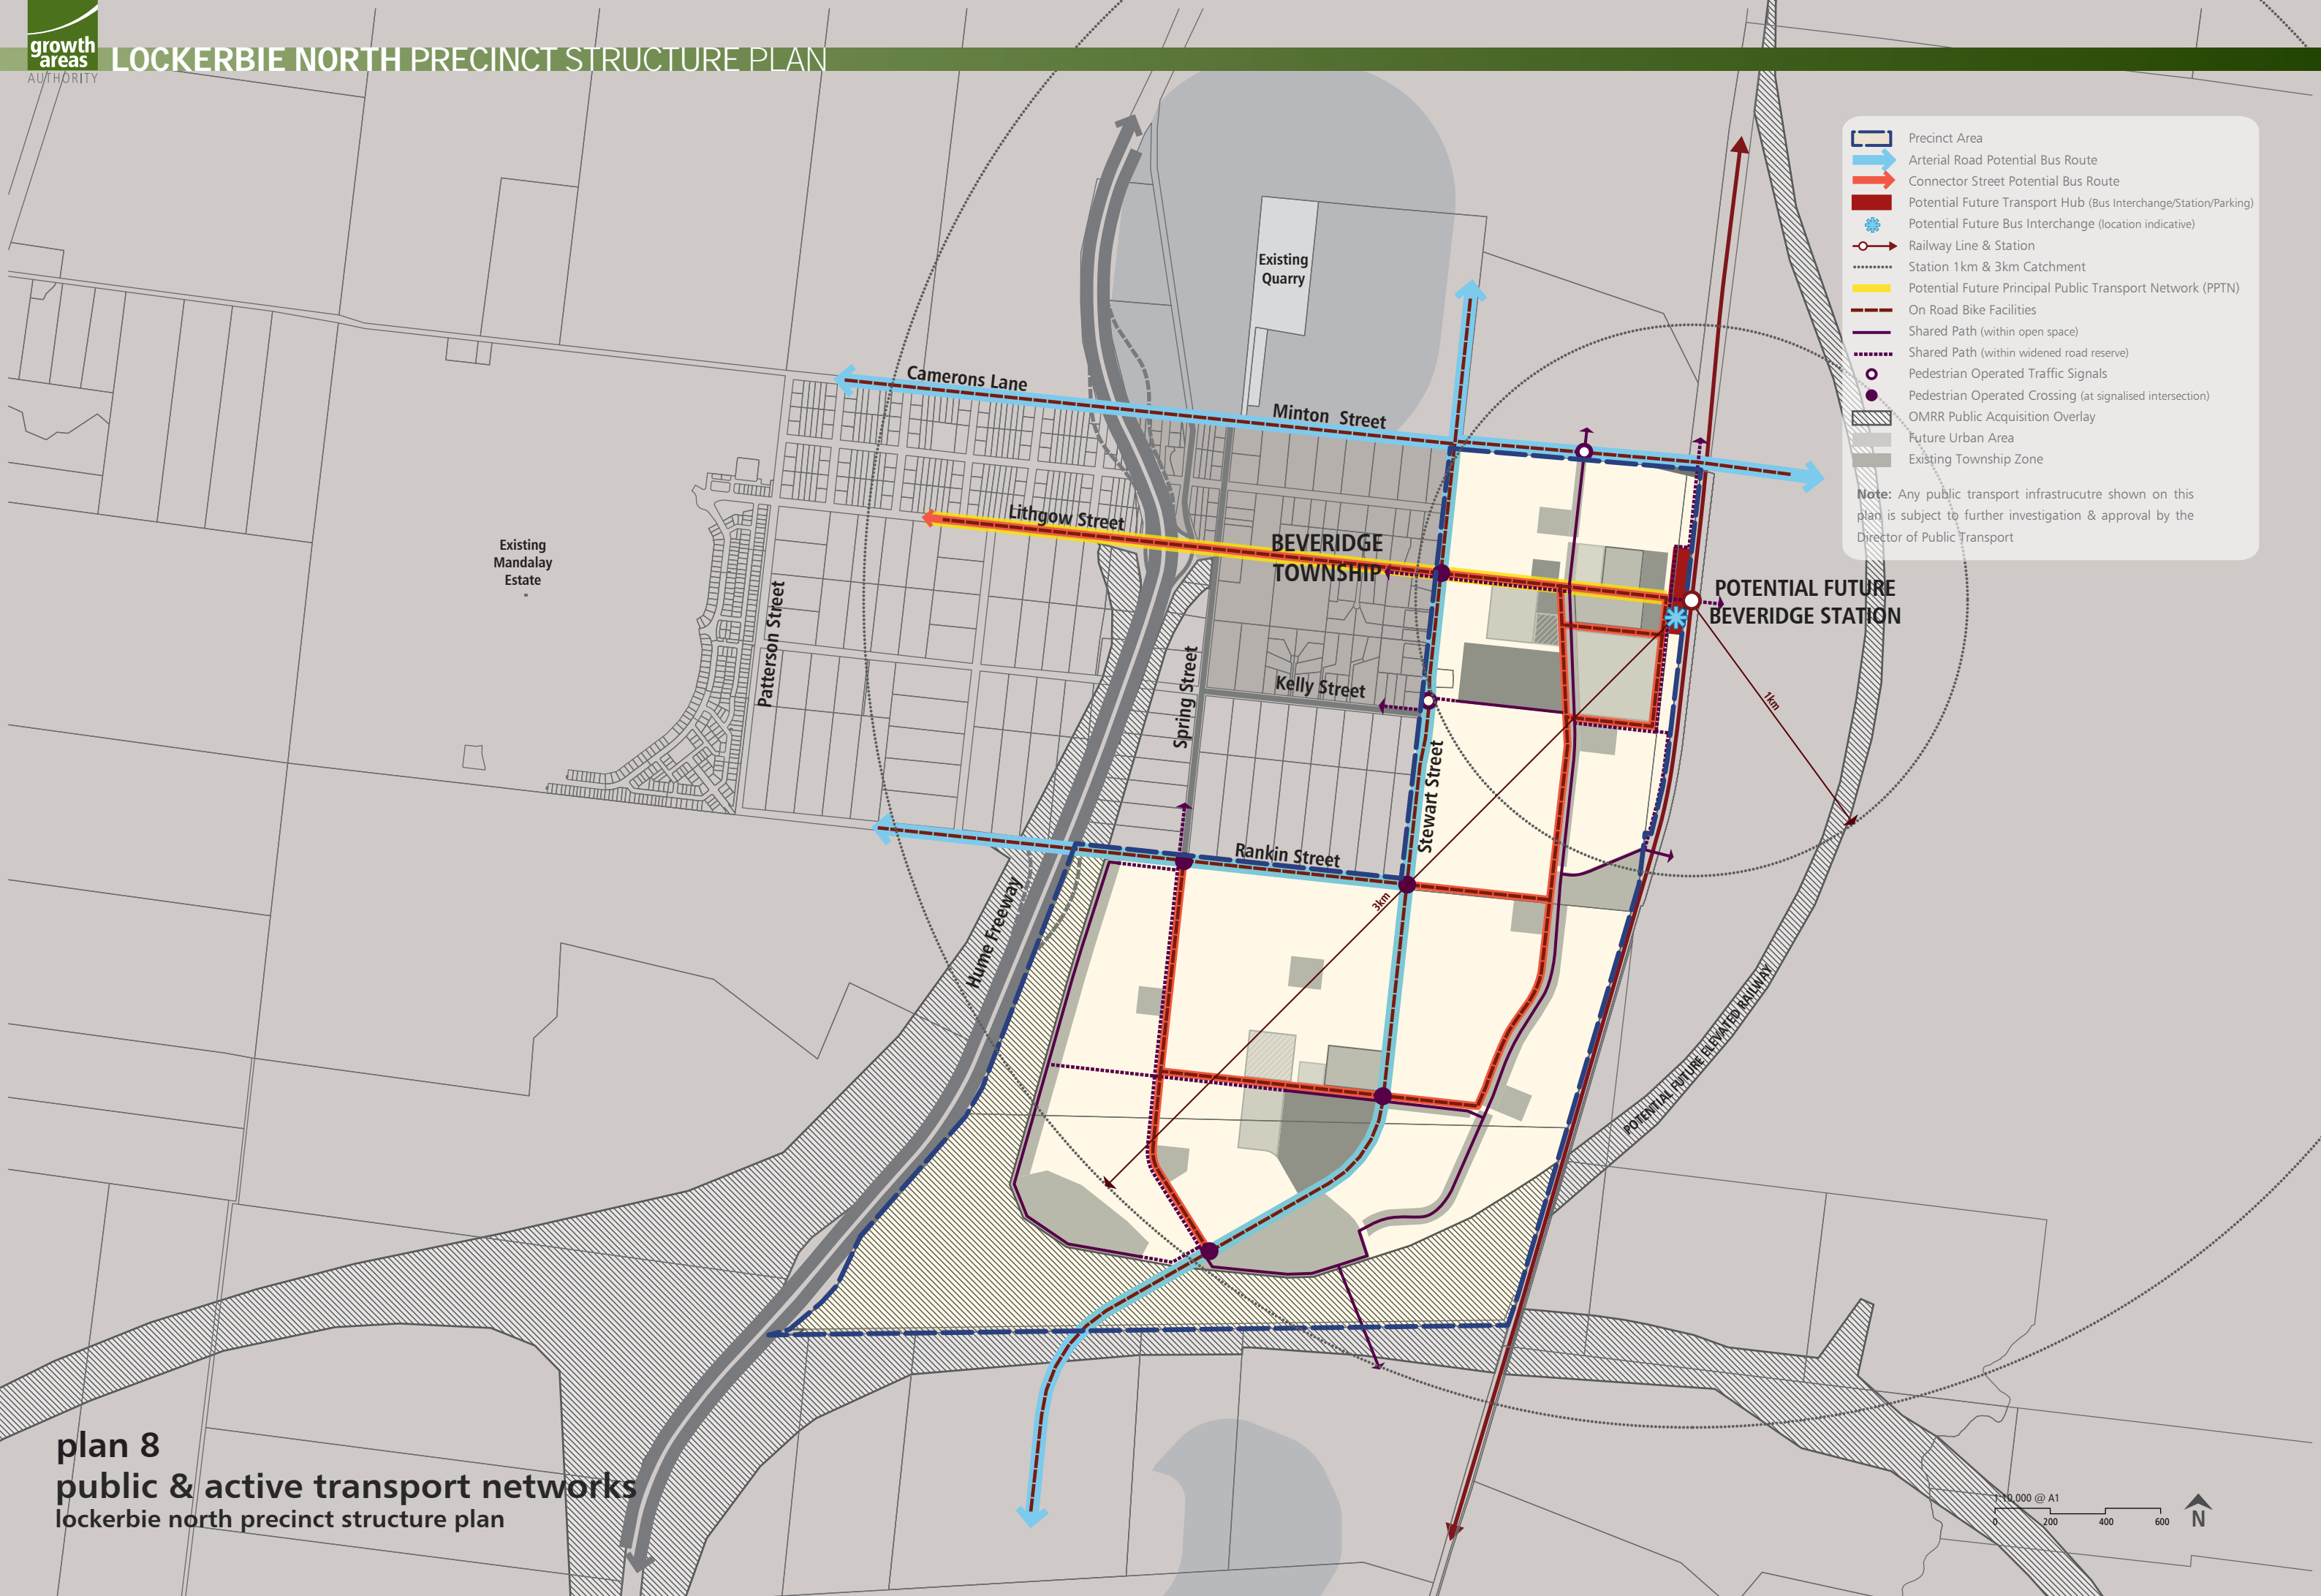 growth
areas
AUTHORITY
LOCKERBIE NORTH PRECINCT STRUCTURE PLAN
Precinct Area
Arterial Road Potential Bus Route
Connector Street Potential Bus Route
Potential Future Transport Hub (Bus Interchange/Station/Parking)
Potential Future Bus Interchange (location indicative)
Railway Line & Station
Station 1km & 3km Catchment
Potential Future Principal Public Transport Network (PPTN)
On Road Bike Facilities
Shared Path (within open space)
Shared Path (within widened road reserve)
Pedestrian Operated Traffic Signals
Pedestrian Operated Crossing (at signalised intersection)
OMRR Public Acquisition Overlay
Future Urban Area
Existing Township Zone
Note: Any public transport infrastrucutre shown on this
plan is subject to further investigation & approval by the
Director of Public Transport
Existing
Quarry
Camerons Lane
Minton Street
Lithgow Street
BEVERIDGE
TOWNSHIP
Existing
Mandalay
Estate
Patterson Street
POTENTIAL FUTURE
BEVERIDGE STATION
Spring Street
Kelly Street
1km
Stewart Street
Rankin Street
3km
Hume Freeway
POTENTIAL FUTURE ELEVATED RAILWAY
plan 8
public & active transport networks
lockerbie north precinct structure plan
1:10,000 @ A1
0 200 400 600
N